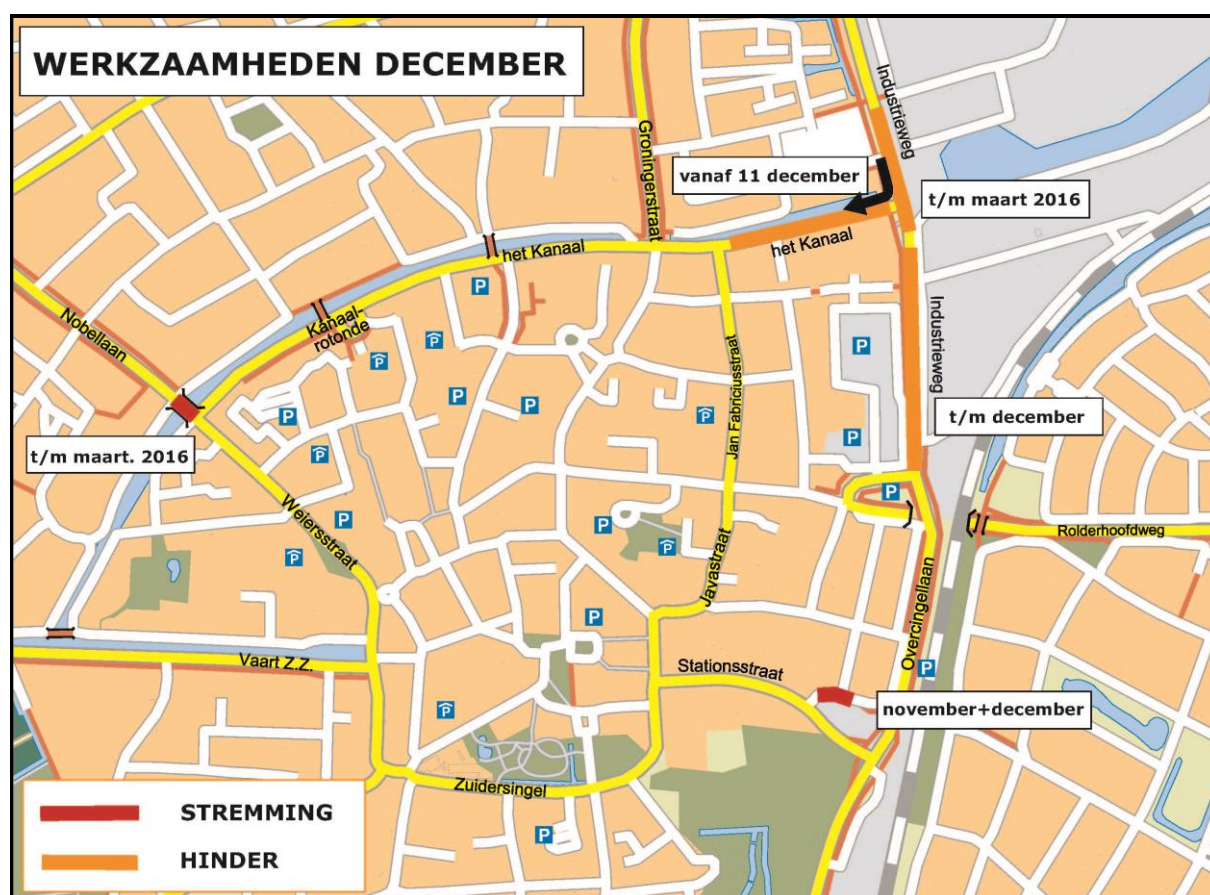 WERKZAAMHEDEN DECEMBER
Industrieweg
Groningerstraat
vanaf 11 december
t/m maart 2016
het Kanaal
het Kanaal
P
Kanaal-
rotonde
Nobellaan
Industrieweg
P
P
P
P
P
P
P
P
Jan Fabriciusstraat
t/m december
t/m maart. 2016
P
P
P
P
P
P
P
Rolderhoofdweg
Weiersstraat
Javastraat
P
Overcingellaan
Vaart Z.Z.
Stationsstraat
P
P
november+december
Zuidersingel
P
STREMMING
HINDER